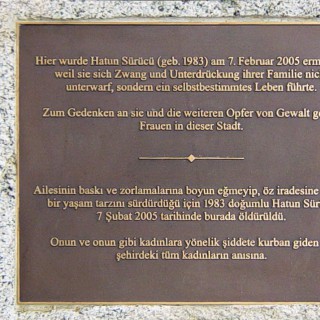 Hier wurde Hatun Sürücü (geb. 1983) am 7. Februar 2005 erm
weil sie sich Zwang und Unterdrückung ihrer Familie nic
unterwarf, sondern ein selbstbestimmtes Leben führte.
Zum Gedenken an sie und die weiteren Opfer von Gewalt ge
Frauen in dieser Stadt.
Ailesinin baskı ve zorlamalarına boyun eğmeyip, öz iradesine
bir yaşam tarzını sürdürdüğü için 1983 doğumlu Hatun Sür
7 Şubat 2005 tarihinde burada öldürüldü.
Onun ve onun gibi kadınlara yönelik şiddete kurban giden
şehirdeki tüm kadınların anısına.